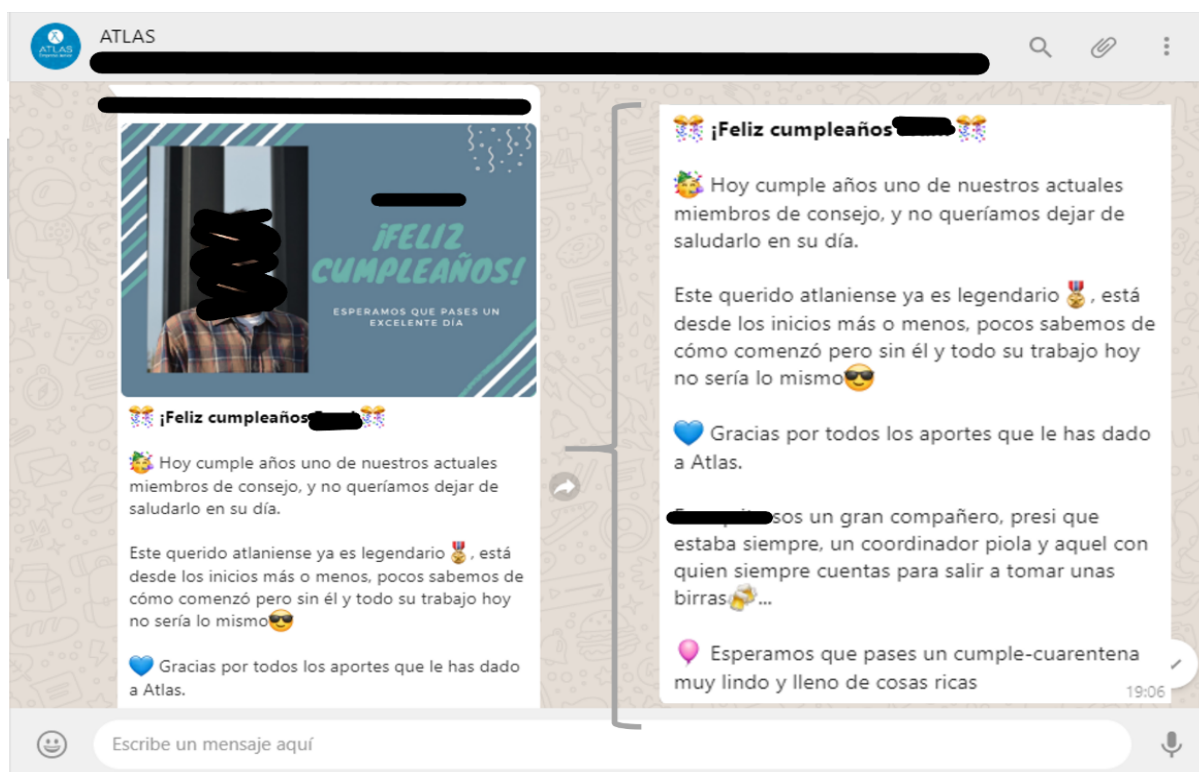 ATLAS
ATLAS
¡FELIZ
CUMPLEAÑOS!
ESPERAMOS QUE PASES UN
EXCELENTE DÍA
🎊 ¡Feliz cumpleaños 🎊
🥳 Hoy cumple años uno de nuestros actuales
miembros de consejo, y no queríamos dejar de
saludarlo en su día.
Este querido atlaniense ya es legendario 🎖, está
desde los inicios más o menos, pocos sabemos de
cómo comenzó pero sin él y todo su trabajo hoy
no sería lo mismo😎
💙 Gracias por todos los aportes que le has dado
a Atlas.
🎊 ¡Feliz cumpleaños 🎊
🥳 Hoy cumple años uno de nuestros actuales
miembros de consejo, y no queríamos dejar de
saludarlo en su día.
Este querido atlaniense ya es legendario 🎖, está
desde los inicios más o menos, pocos sabemos de
cómo comenzó pero sin él y todo su trabajo hoy
no sería lo mismo😎
💙 Gracias por todos los aportes que le has dado
a Atlas.
sos un gran compañero, presi que
estaba siempre, un coordinador piola y aquel con
quien siempre cuentas para salir a tomar unas
birras🍻...
🎈 Esperamos que pases un cumple-cuarentena
muy lindo y lleno de cosas ricas
19:06
Escribe un mensaje aquí